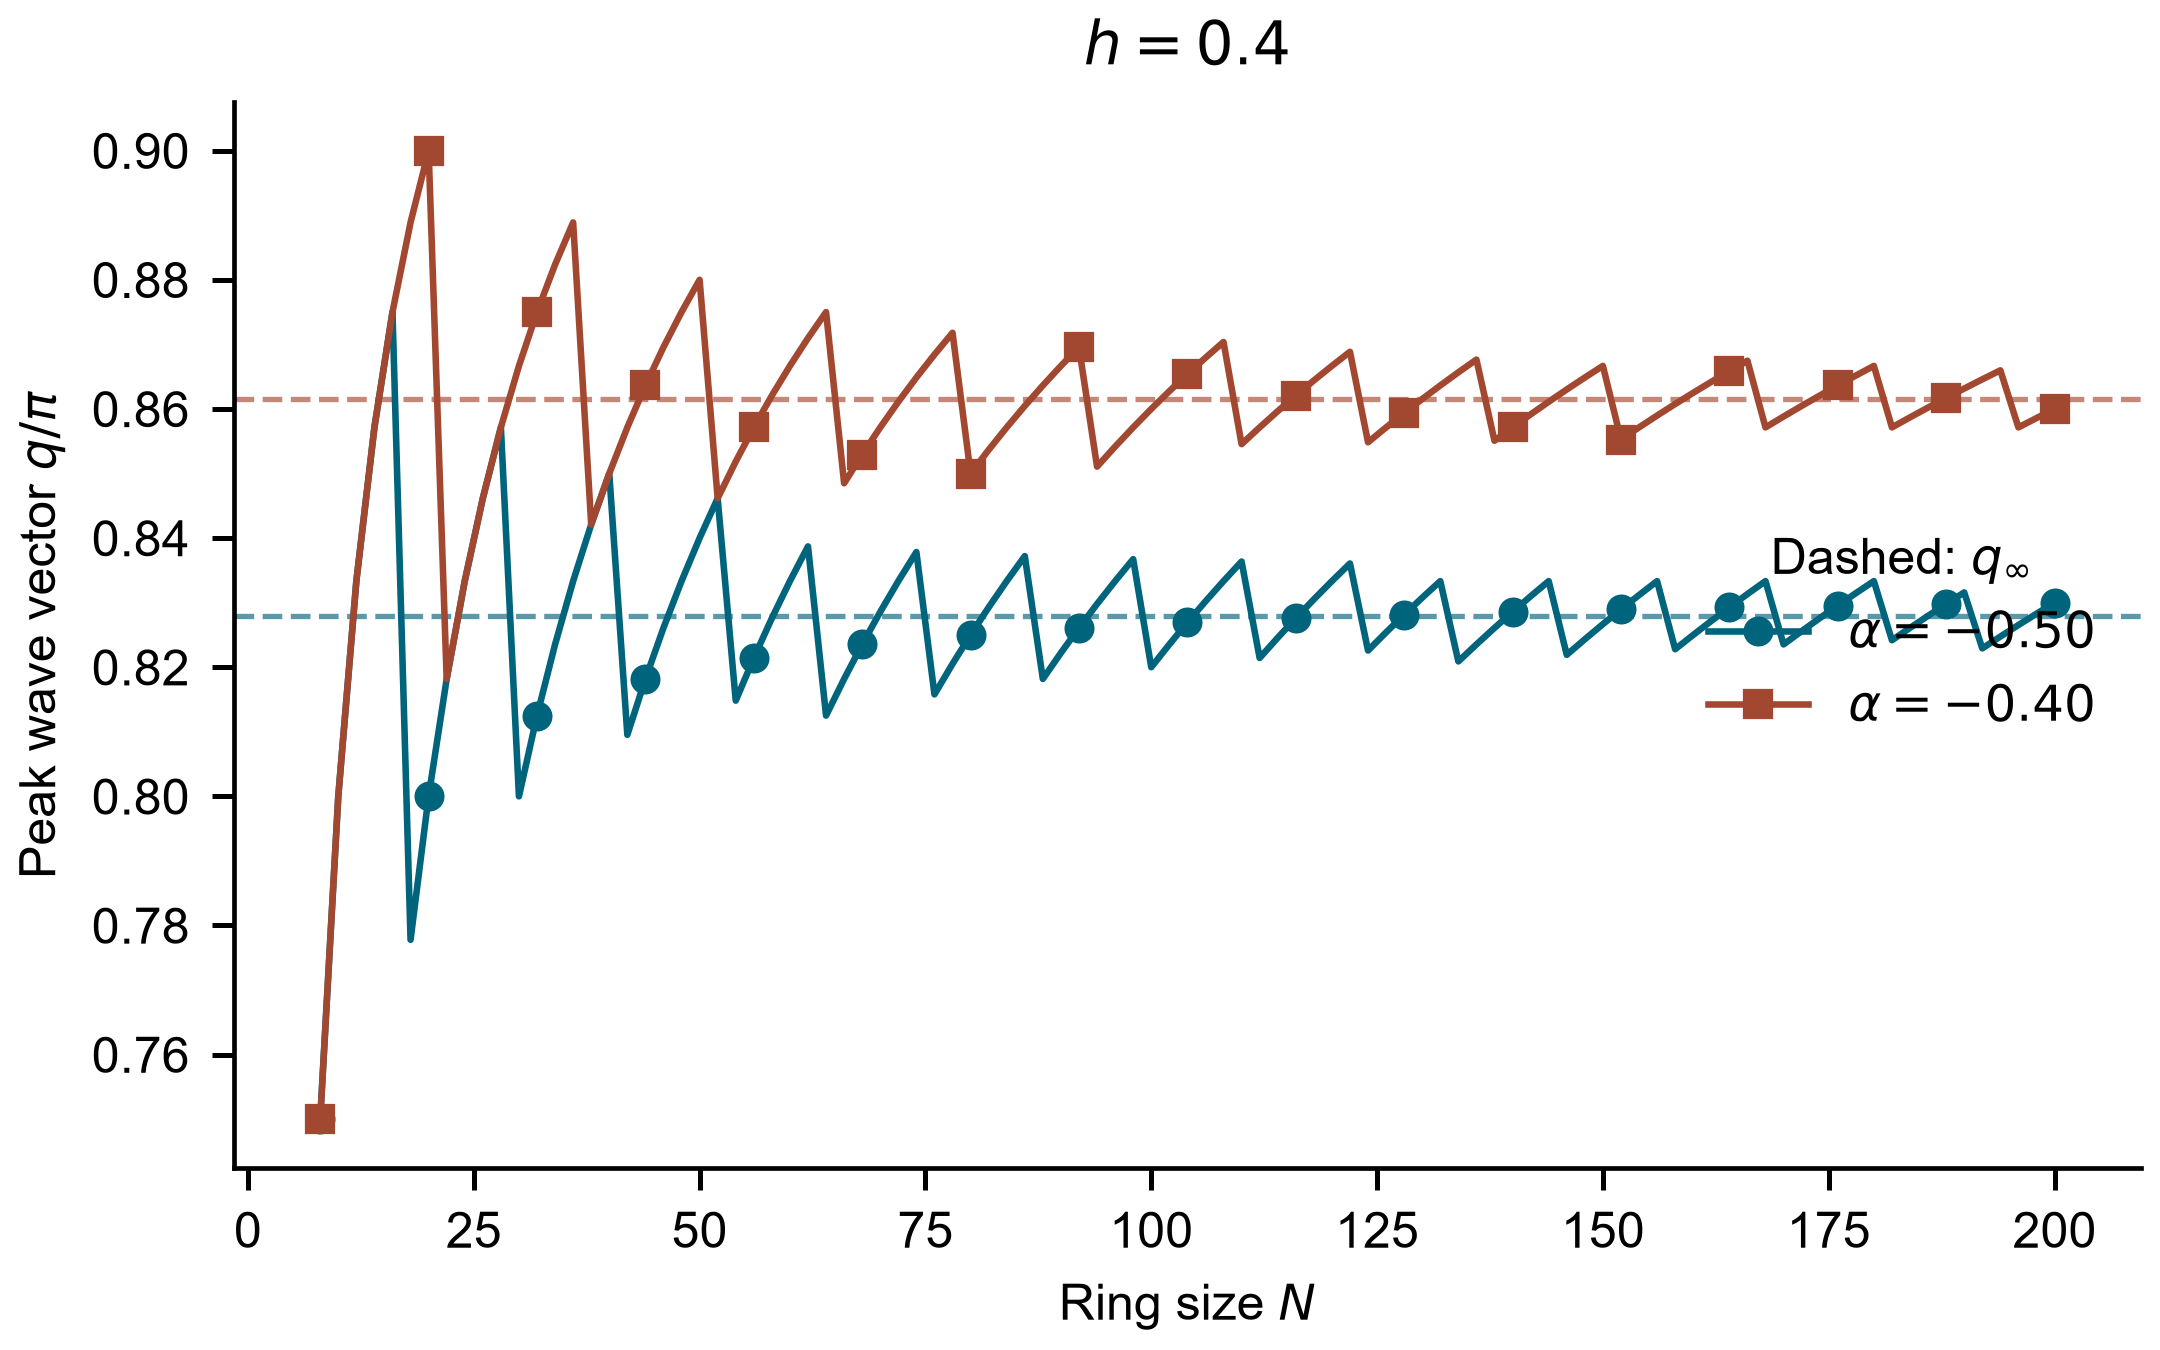 h = 0.4
Peak wave vector q/π
0.90
0.88
0.86
0.84
0.82
0.80
0.78
0.76
Dashed: q∞
α = −0.50
α = −0.40
0 25 50 75 100 125 150 175 200
Ring size N